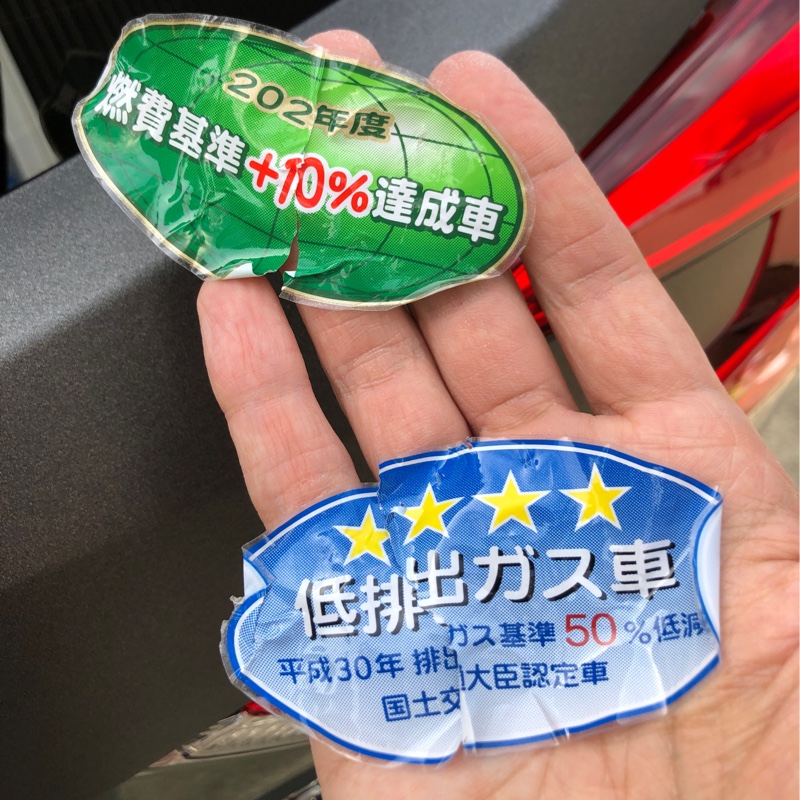 202年度
燃費基準+10%達成車
低排出ガス車
平成30年 排出ガス基準50%低減
国土交大臣認定車